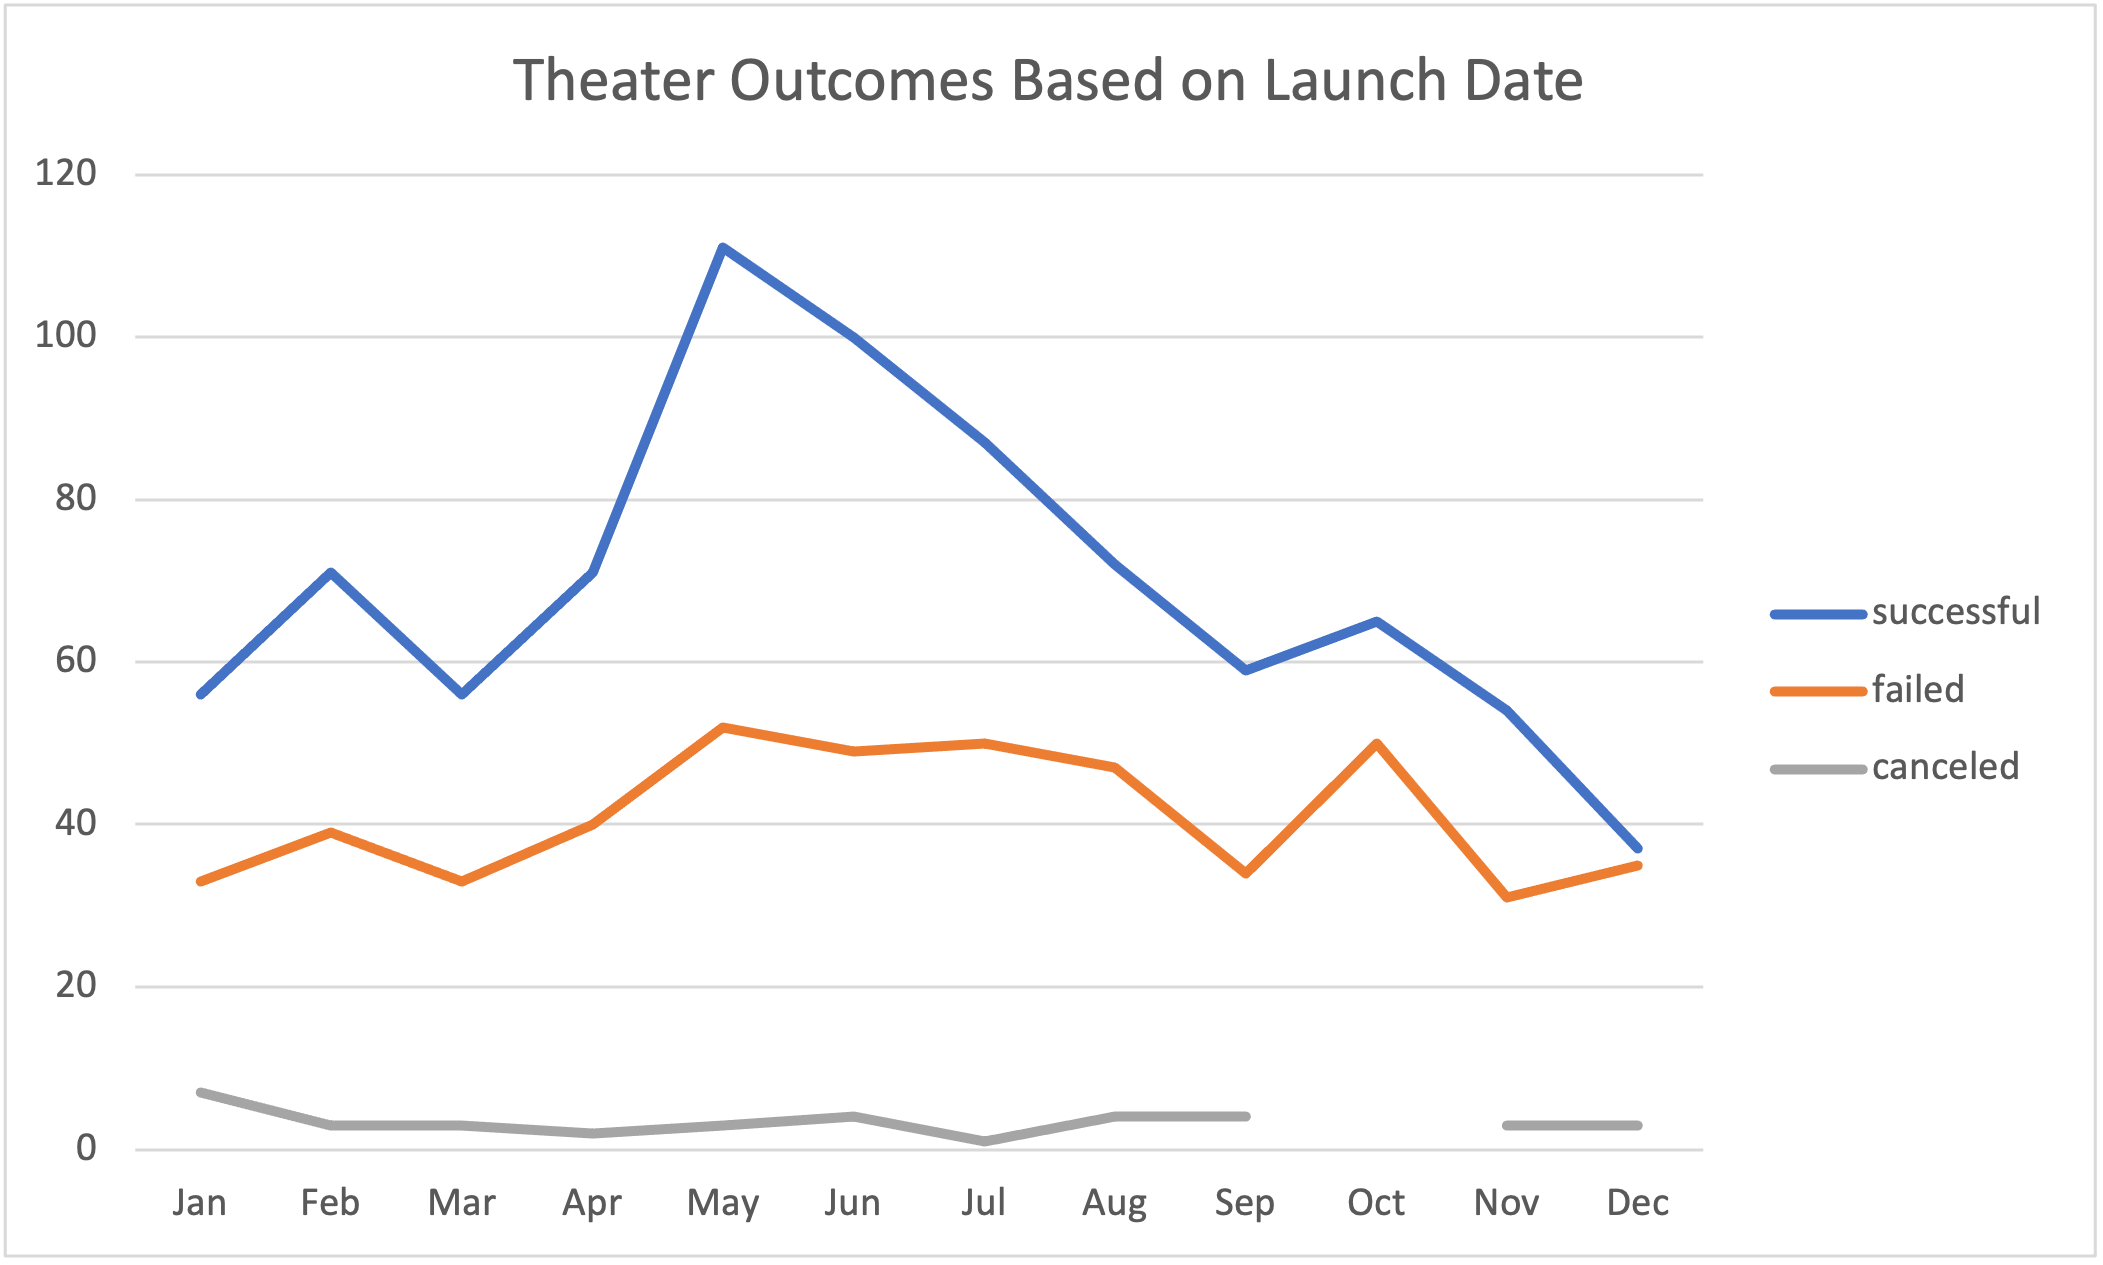 Theater Outcomes Based on Launch Date
120
100
80
60
40
20
0
Jan Feb Mar Apr May Jun Jul Aug Sep Oct Nov Dec
successful
failed
canceled